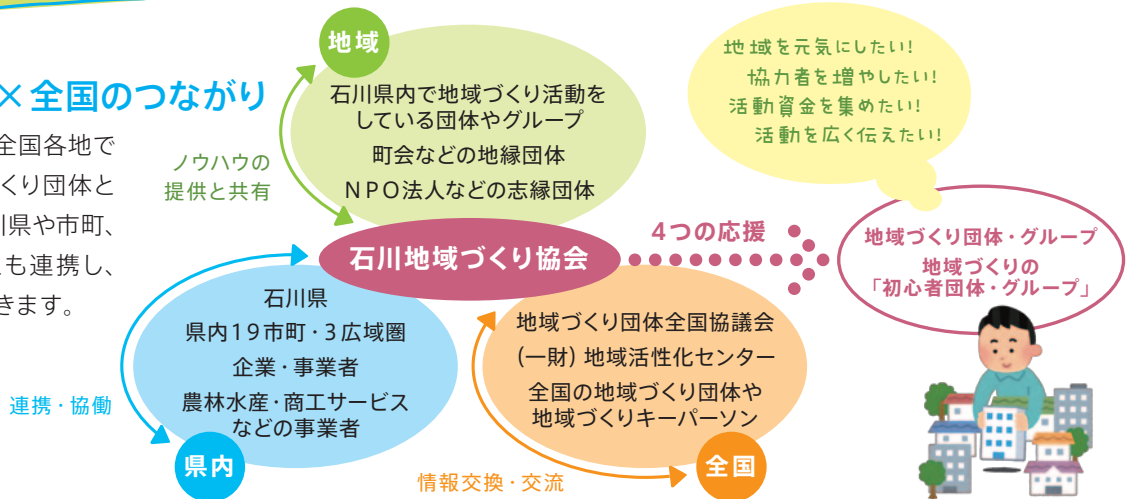 ×全国のつながり
全国各地で
くり団体と
川県や市町、
も連携し、
きます。
地域
石川県内で地域づくり活動を
している団体やグループ
町会などの地縁団体
NPO法人などの志縁団体
ノウハウの
提供と共有
石川地域づくり協会
石川県
県内19市町・3広域圏
企業・事業者
農林水産・商工サービス
などの事業者
連携・協働
県内
地域づくり団体全国協議会
(一財)地域活性化センター
全国の地域づくり団体や
地域づくりキーパーソン
情報交換・交流
全国
4つの応援
地域を元気にしたい!
協力者を増やしたい!
活動資金を集めたい!
活動を広く伝えたい!
地域づくり団体・グループ
地域づくりの
「初心者団体・グループ」